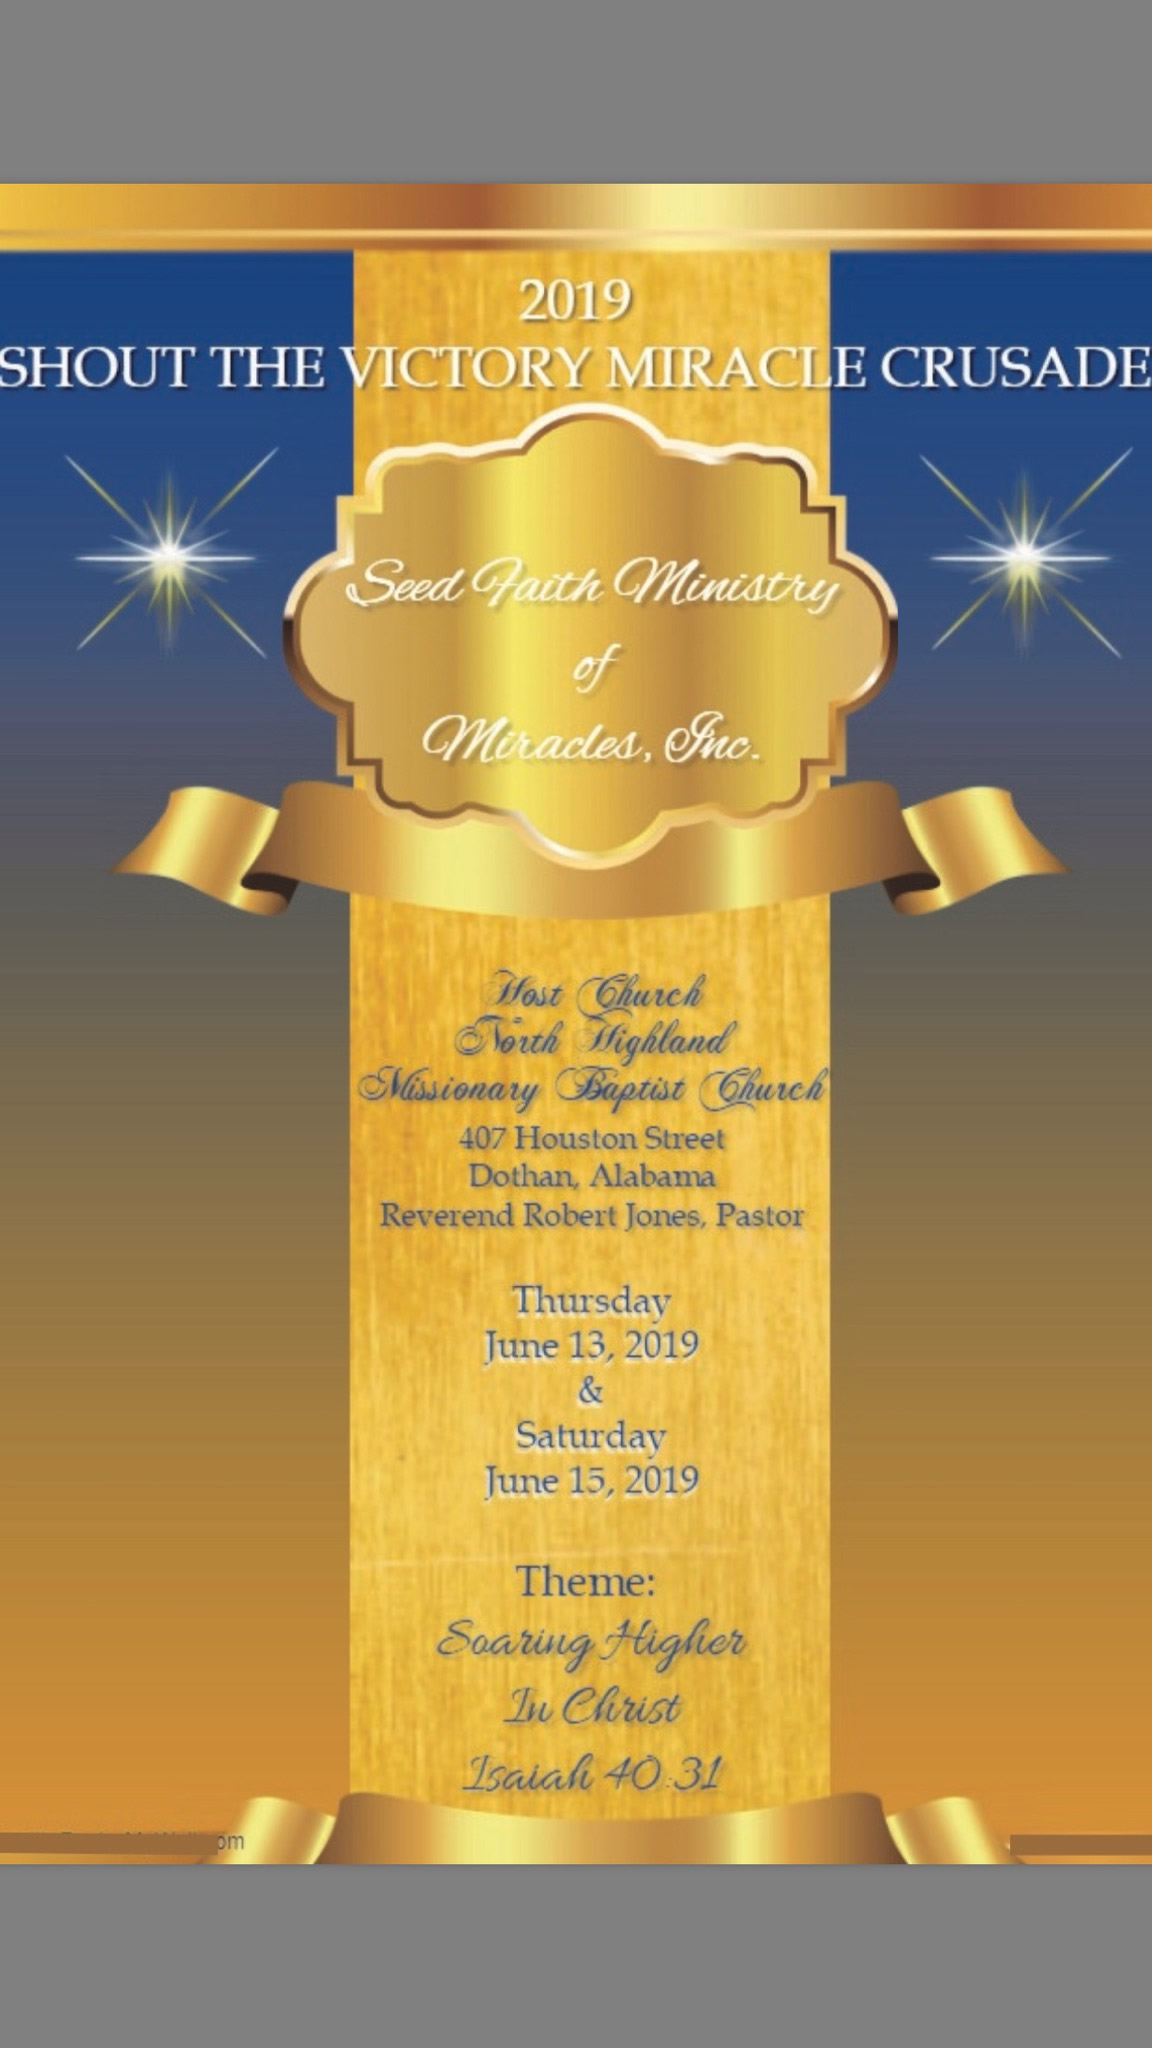 2019
SHOUT THE VICTORY MIRACLE CRUSADE
Seed Faith Ministry
of
Miracles, Inc.
Host Church
North Highland
Missionary Baptist Church
407 Houston Street
Dothan, Alabama
Reverend Robert Jones, Pastor
Thursday
June 13, 2019
&
Saturday
June 15, 2019
Theme:
Soaring Higher
In Christ
Isaiah 40:31